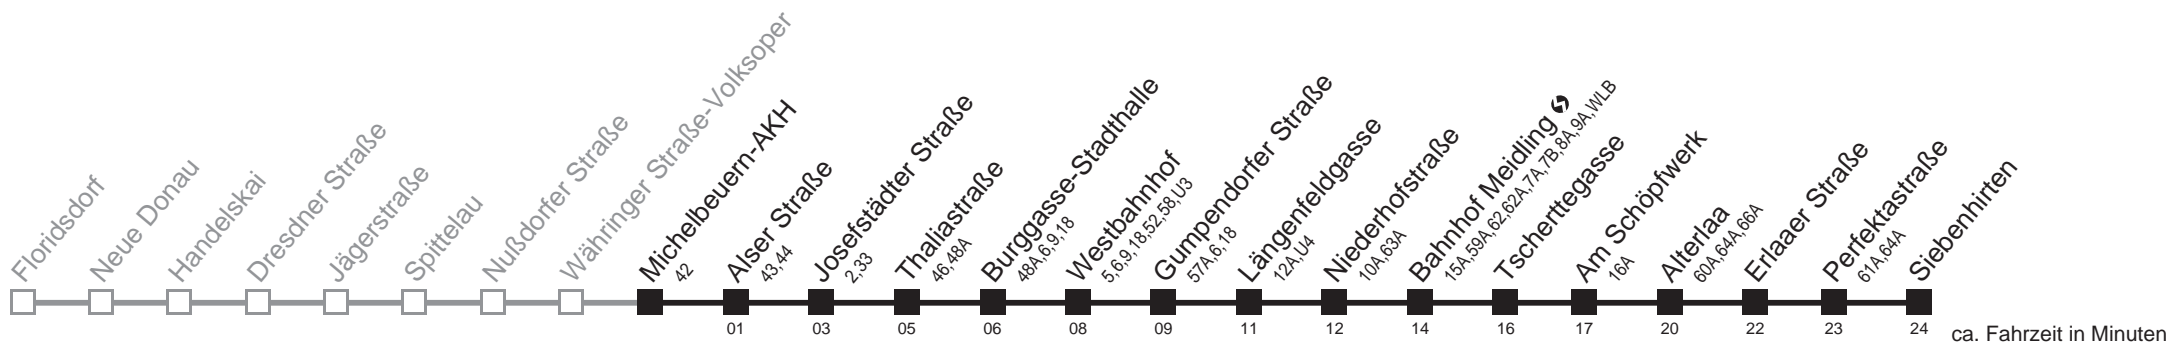 Floridsdorf
Neue Donau
Handelskai
Dresdner Straße
Jägerstraße
Spittelau
Nußdorfer Straße
Währinger Straße-Volksoper
Michelbeuern-AKH
42
Alser Straße
43,44
Josefstädter Straße
2,33
Thaliastraße
46,48A
Burggasse-Stadthalle
48A,6,9,18
Westbahnhof
5,6,9,18,52,58,U3
Gumpendorfer Straße
57A,6,18
Längenfeldgasse
12A,U4
Niederhofstraße
10A,63A
Bahnhof Meidling
15A,59A,62,62A,7A,7B,8A,9A,WLB
Tscherttegasse
Am Schöpfwerk
16A
Alterlaa
60A,64A,66A
Erlaaer Straße
Perfektastraße
61A,64A
Siebenhirten
01 03 05 06 08 09 11 12 14 16 17 20 22 23 24 ca. Fahrzeit in Minuten